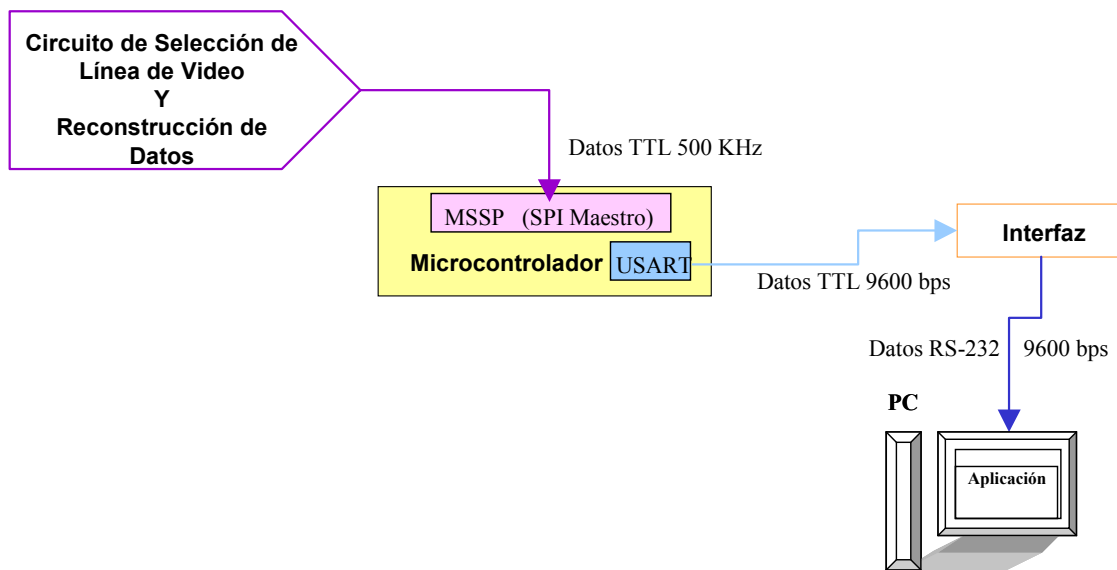 Circuito de Selección de
Línea de Video
Y
Reconstrucción de
Datos
Datos TTL 500 KHz
MSSP (SPI Maestro)
Microcontrolador
USART
Interfaz
Datos TTL 9600 bps
Datos RS-232
9600 bps
PC
Aplicación